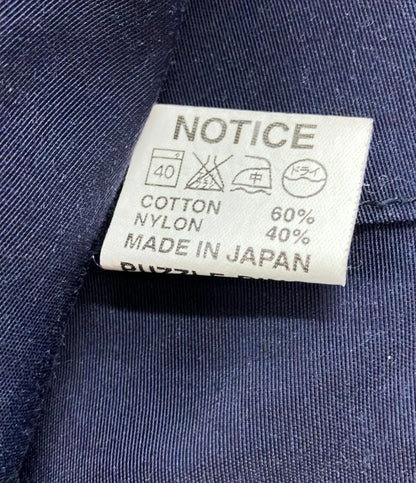 NOTICE
40 中 ドライ
COTTON 60%
NYLON 40%
MADE IN JAPAN